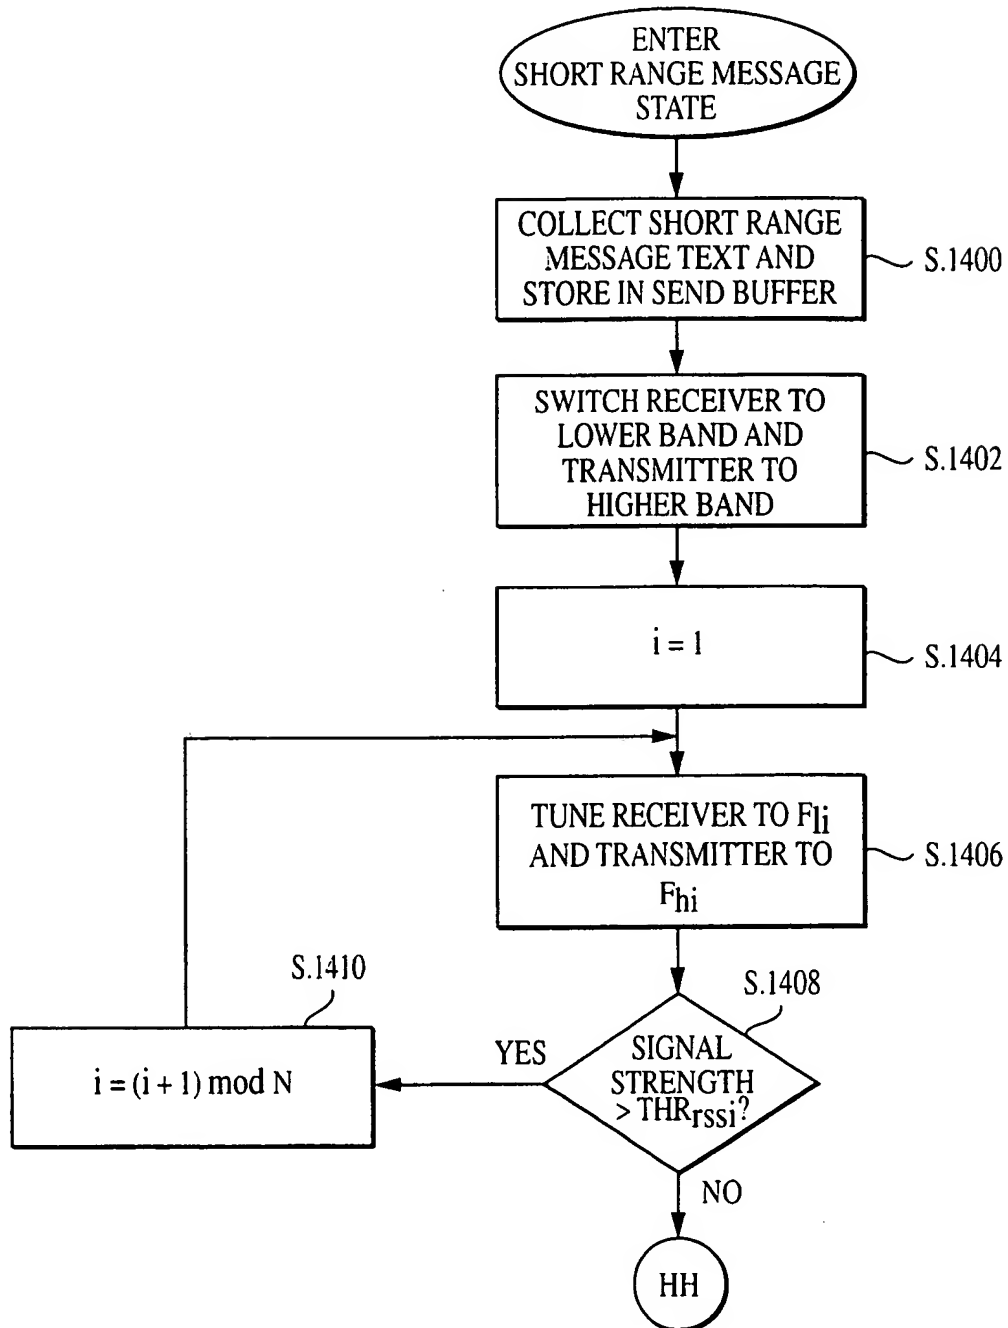 ENTER
SHORT RANGE MESSAGE
STATE
COLLECT SHORT RANGE
MESSAGE TEXT AND
STORE IN SEND BUFFER
S.1400
SWITCH RECEIVER TO
LOWER BAND AND
TRANSMITTER TO
HIGHER BAND
S.1402
i = 1
S.1404
TUNE RECEIVER TO Fli
AND TRANSMITTER TO
Fhi
S.1406
S.1408
SIGNAL
STRENGTH
> THRrssi?
YES
S.1410
i = (i + 1) mod N
NO
HH